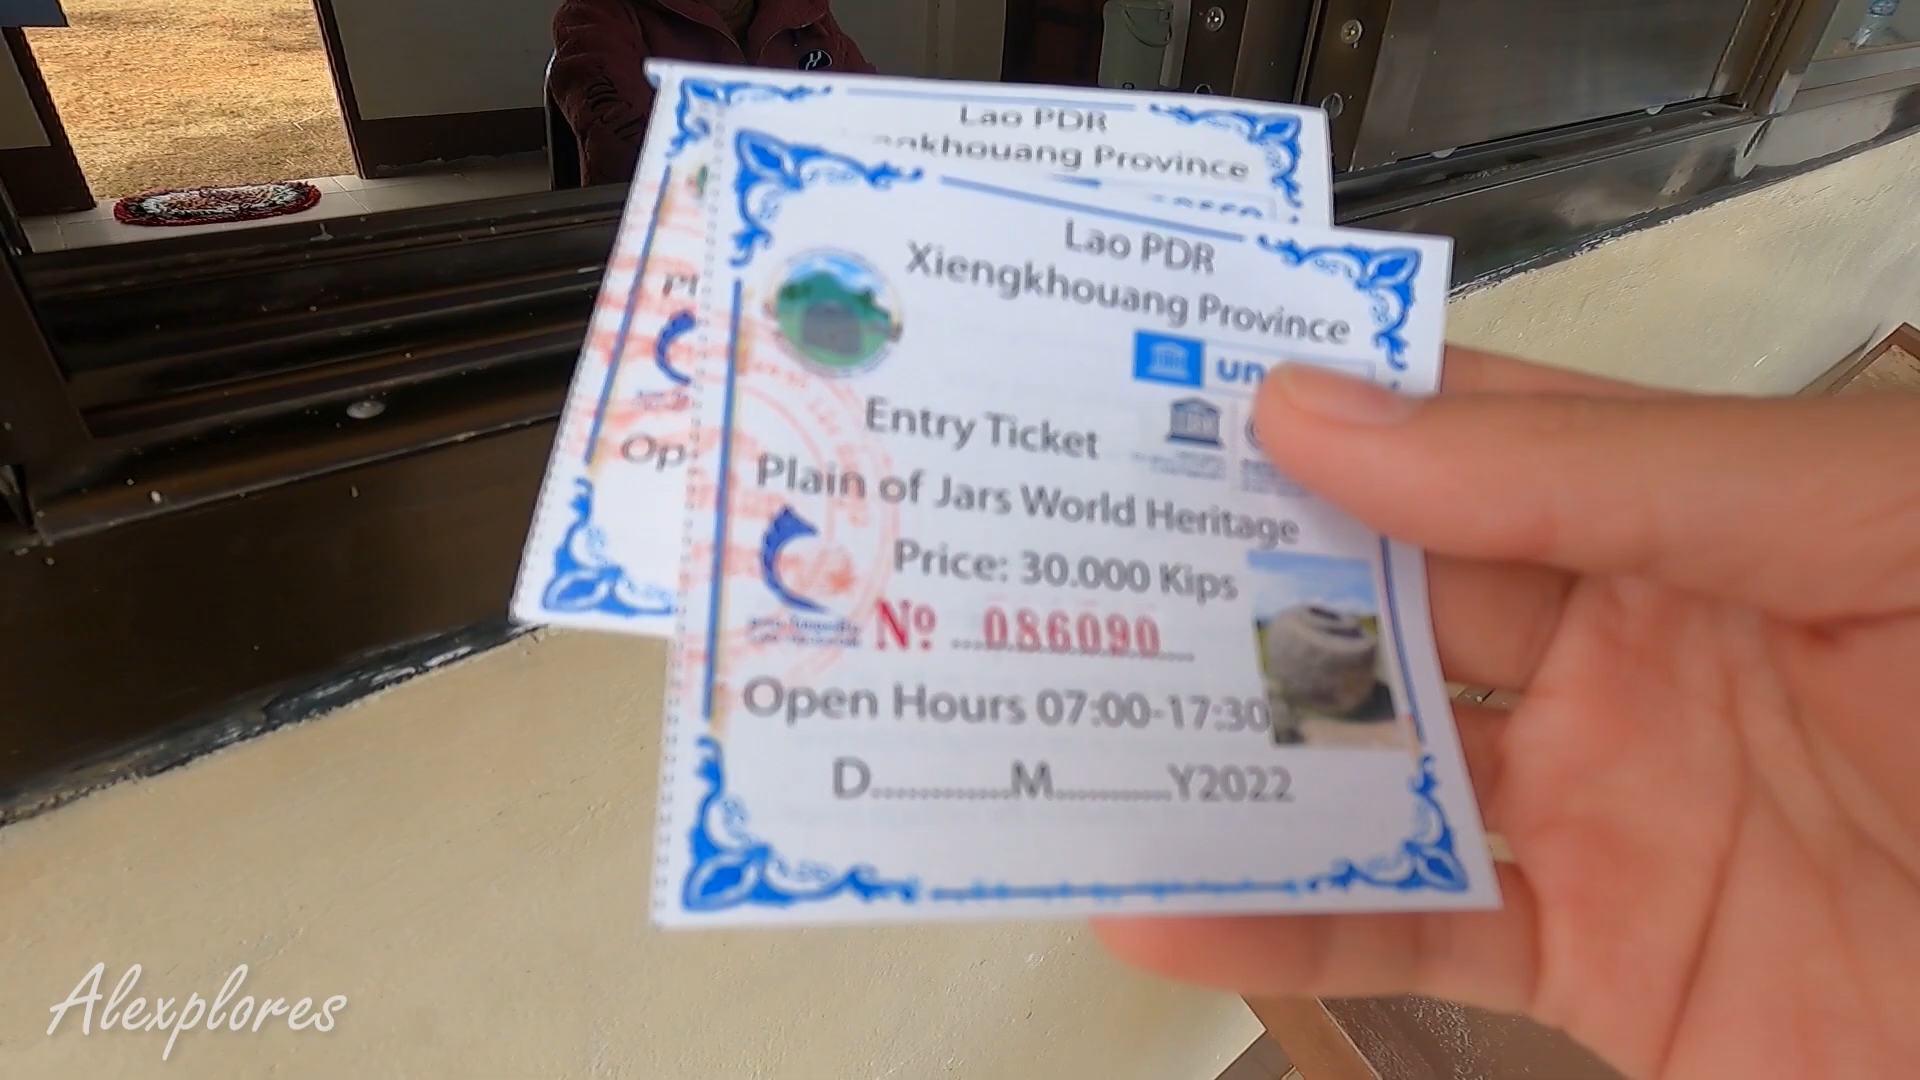 Lao PDR
Province
Lao PDR
Xiengkhouang Province
un
Entry Ticket
Plain of Jars World Heritage
Price: 30.000 Kips
Nº ...086090......
Open Hours 07:00-17:30
D.............M...........Y2022
Op
Alexplores